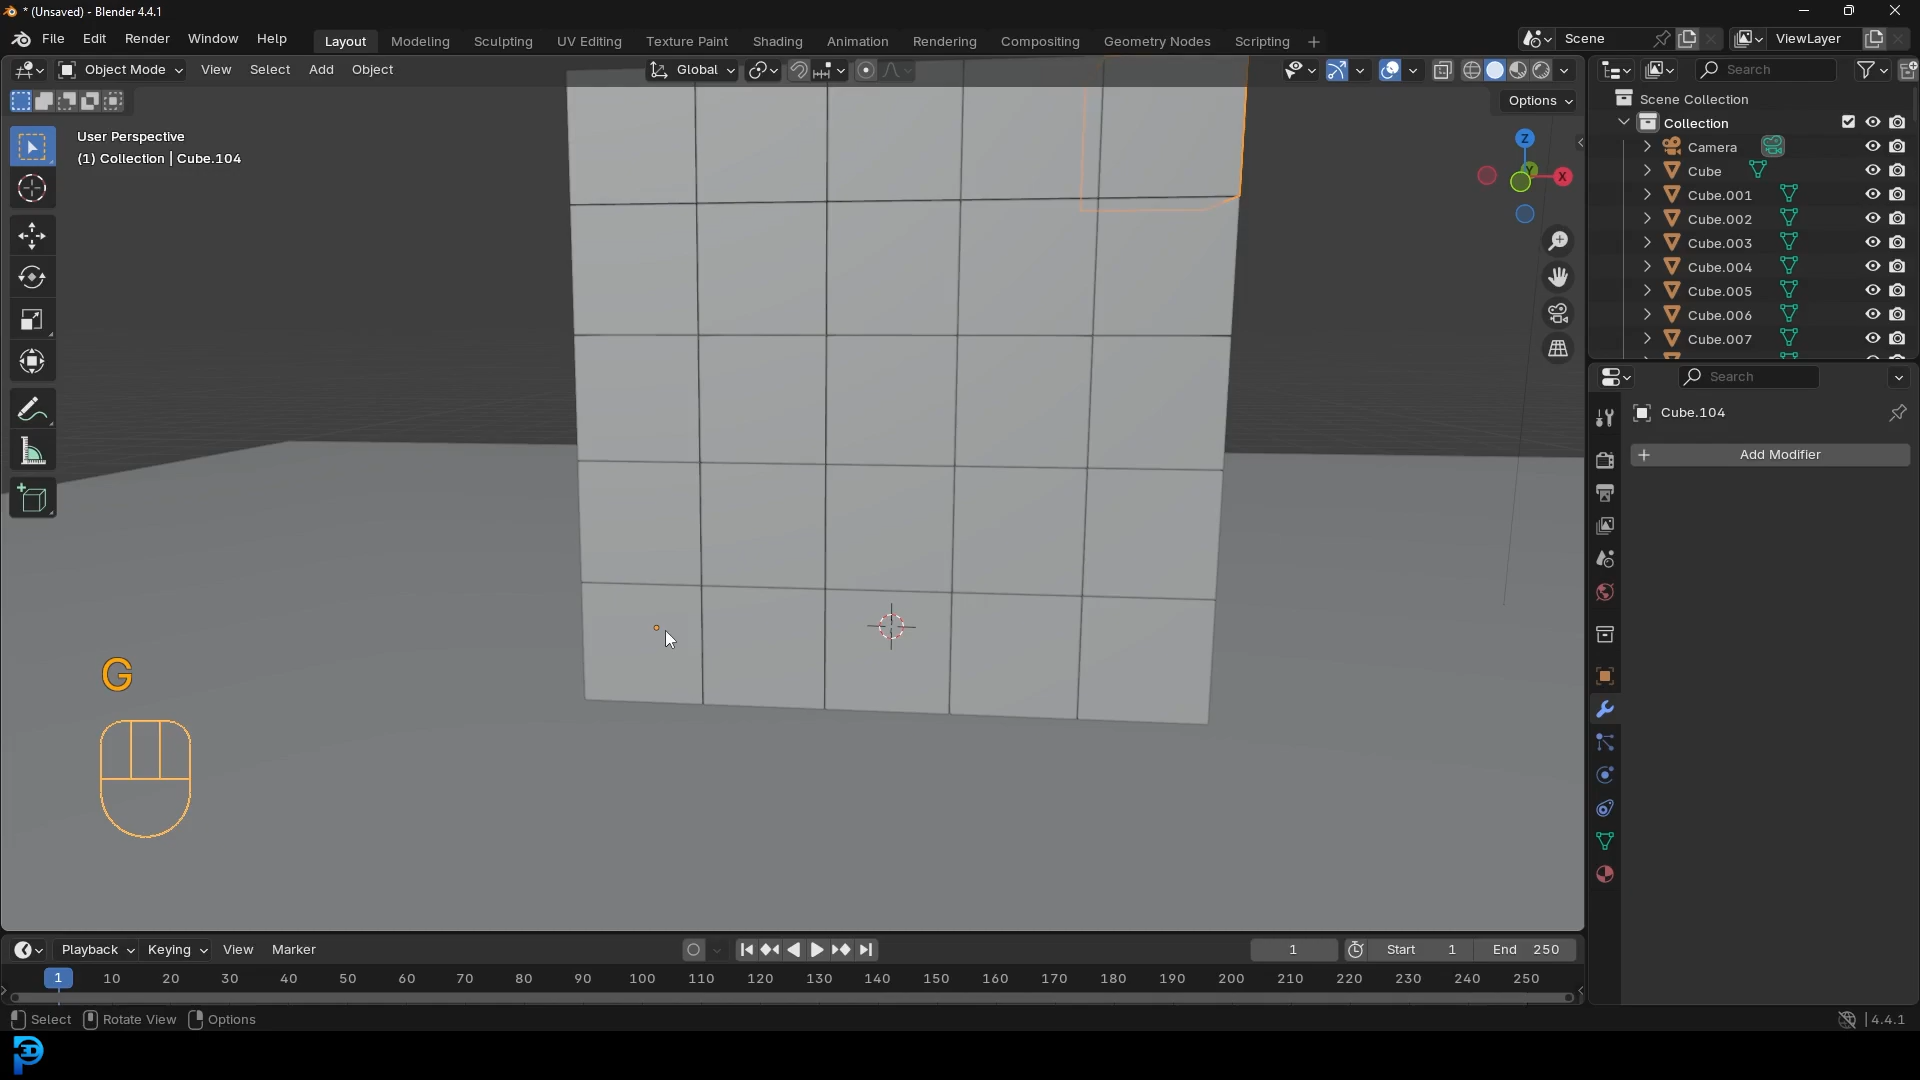 * (Unsaved) - Blender 4.4.1
File Edit Render Window Help Layout Modeling Sculpting UV Editing Texture Paint Shading Animation Rendering Compositing Geometry Nodes Scripting + Scene ViewLayer
Object Mode View Select Add Object Global Search
Options
User Perspective
(1) Collection | Cube.104
Z
X
Scene Collection
Collection
Camera
Cube
Cube.001
Cube.002
Cube.003
Cube.004
Cube.005
Cube.006
Cube.007
Search
Cube.104
+ Add Modifier
G
Playback Keying View Marker 1 Start 1 End 250
1 10 20 30 40 50 60 70 80 90 100 110 120 130 140 150 160 170 180 190 200 210 220 230 240 250
Select Rotate View Options 4.4.1
3D